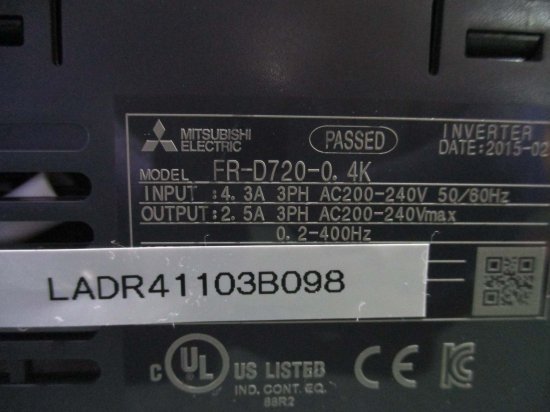 MITSUBISHI
ELECTRIC
PASSED
INVERTER
DATE:2015-02
MODEL FR-D720-0.4K
INPUT :4.3A 3PH AC200-240V 50/60Hz
OUTPUT:2.5A 3PH AC200-240Vmax
0.2-400Hz
LADR41103B098
C UL US LISTED
IND. CONT. EQ.
88R2
CE